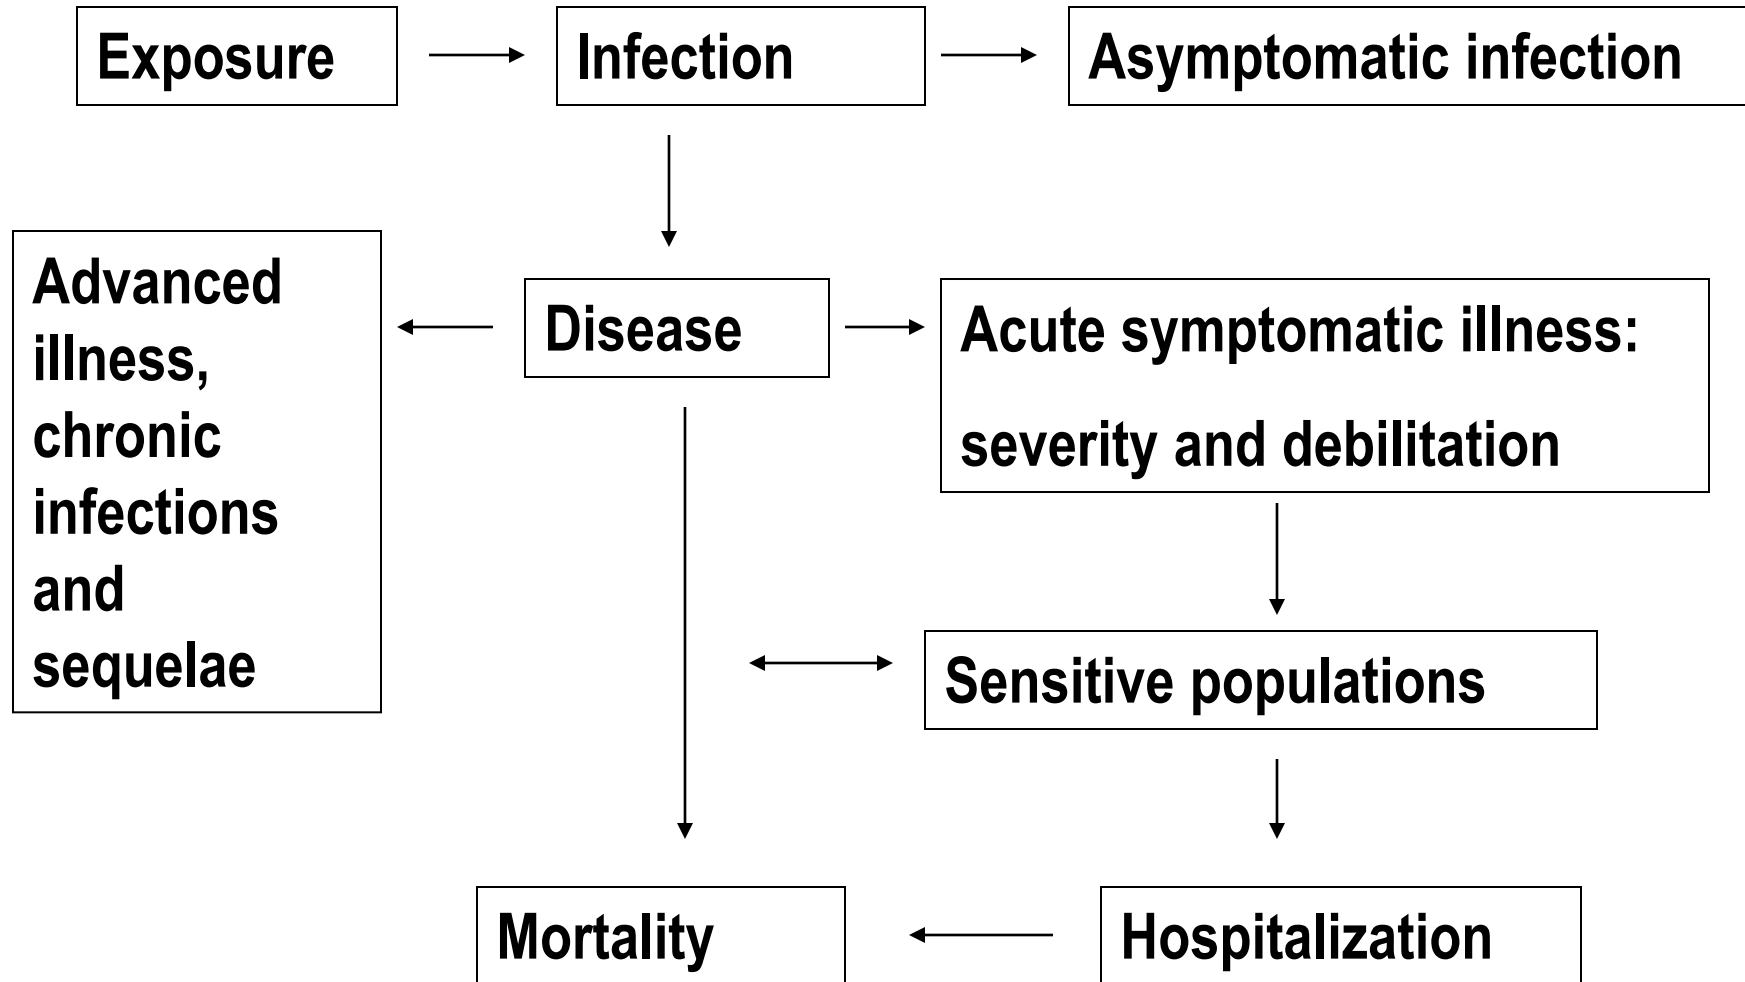 Exposure
Infection
Asymptomatic infection
Advanced
illness,
chronic
infections
and
sequelae
Disease
Acute symptomatic illness:
severity and debilitation
Sensitive populations
Mortality
Hospitalization